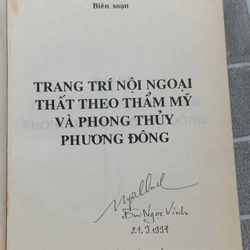 Biên soạn
TRANG TRÍ NỘI NGOẠI
THẤT THEO THẨM MỸ
VÀ PHONG THỦY
PHƯƠNG ĐÔNG
Bùi Ngọc Vinh
27.3.1997